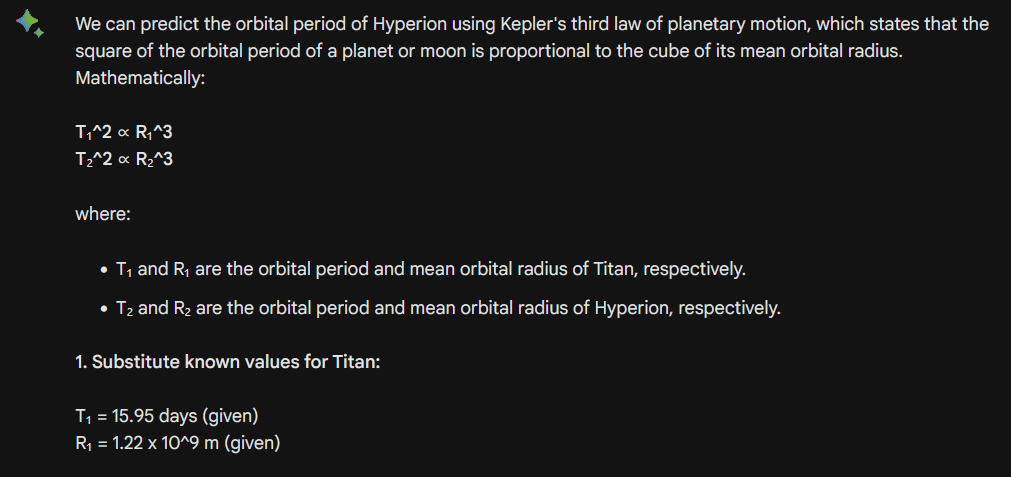 We can predict the orbital period of Hyperion using Kepler's third law of planetary motion, which states that the
square of the orbital period of a planet or moon is proportional to the cube of its mean orbital radius.
Mathematically:
T₁^2 ∝ R₁^3
T₂^2 ∝ R₂^3
where:
• T₁ and R₁ are the orbital period and mean orbital radius of Titan, respectively.
• T₂ and R₂ are the orbital period and mean orbital radius of Hyperion, respectively.
1. Substitute known values for Titan:
T₁ = 15.95 days (given)
R₁ = 1.22 x 10^9 m (given)